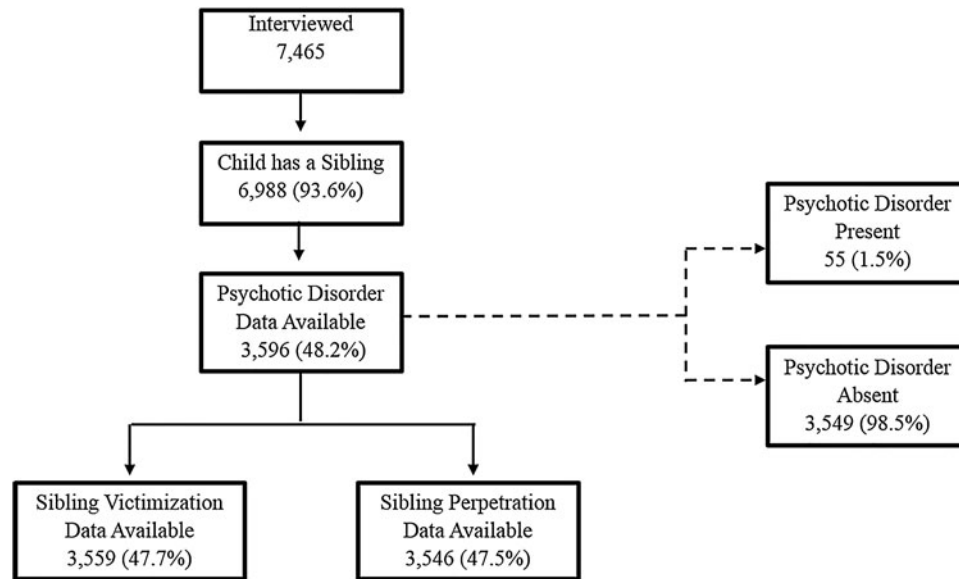 Interviewed
7,465
Child has a Sibling
6,988 (93.6%)
Psychotic Disorder
Data Available
3,596 (48.2%)
Psychotic Disorder
Present
55 (1.5%)
Psychotic Disorder
Absent
3,549 (98.5%)
Sibling Victimization
Data Available
3,559 (47.7%)
Sibling Perpetration
Data Available
3,546 (47.5%)